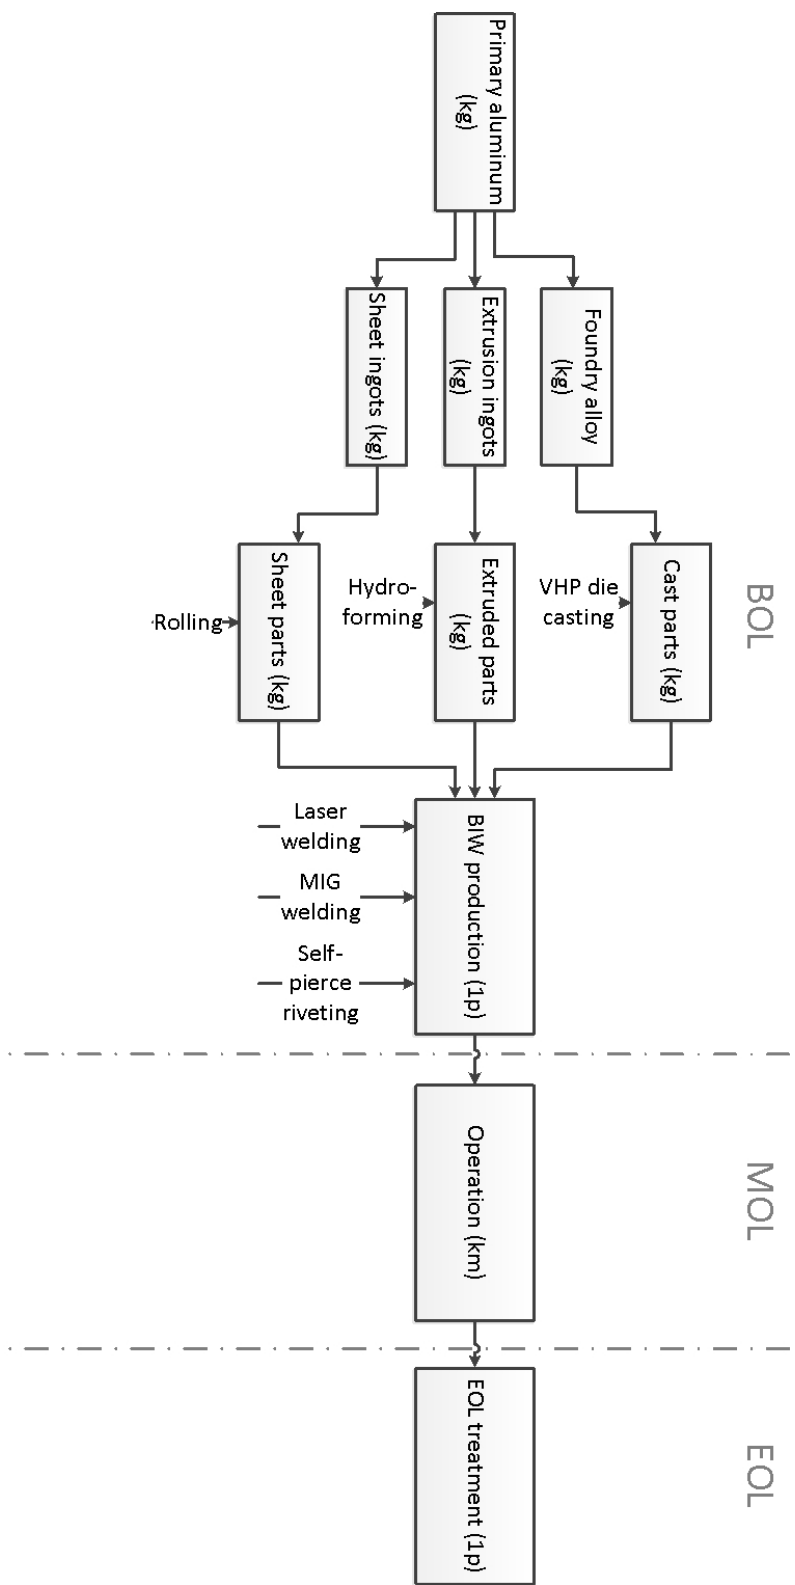 Primary aluminum
(kg)
Foundry alloy
(kg)
Extrusion ingots
(kg)
Sheet ingots (kg)
BOL
Cast parts (kg)
VHP die
casting
Extruded parts
(kg)
Hydro-
forming
Sheet parts (kg)
Rolling
BIW production (1p)
Laser
welding
MIG
welding
Self-
pierce
riveting
MOL
Operation (km)
EOL
EOL treatment (1p)